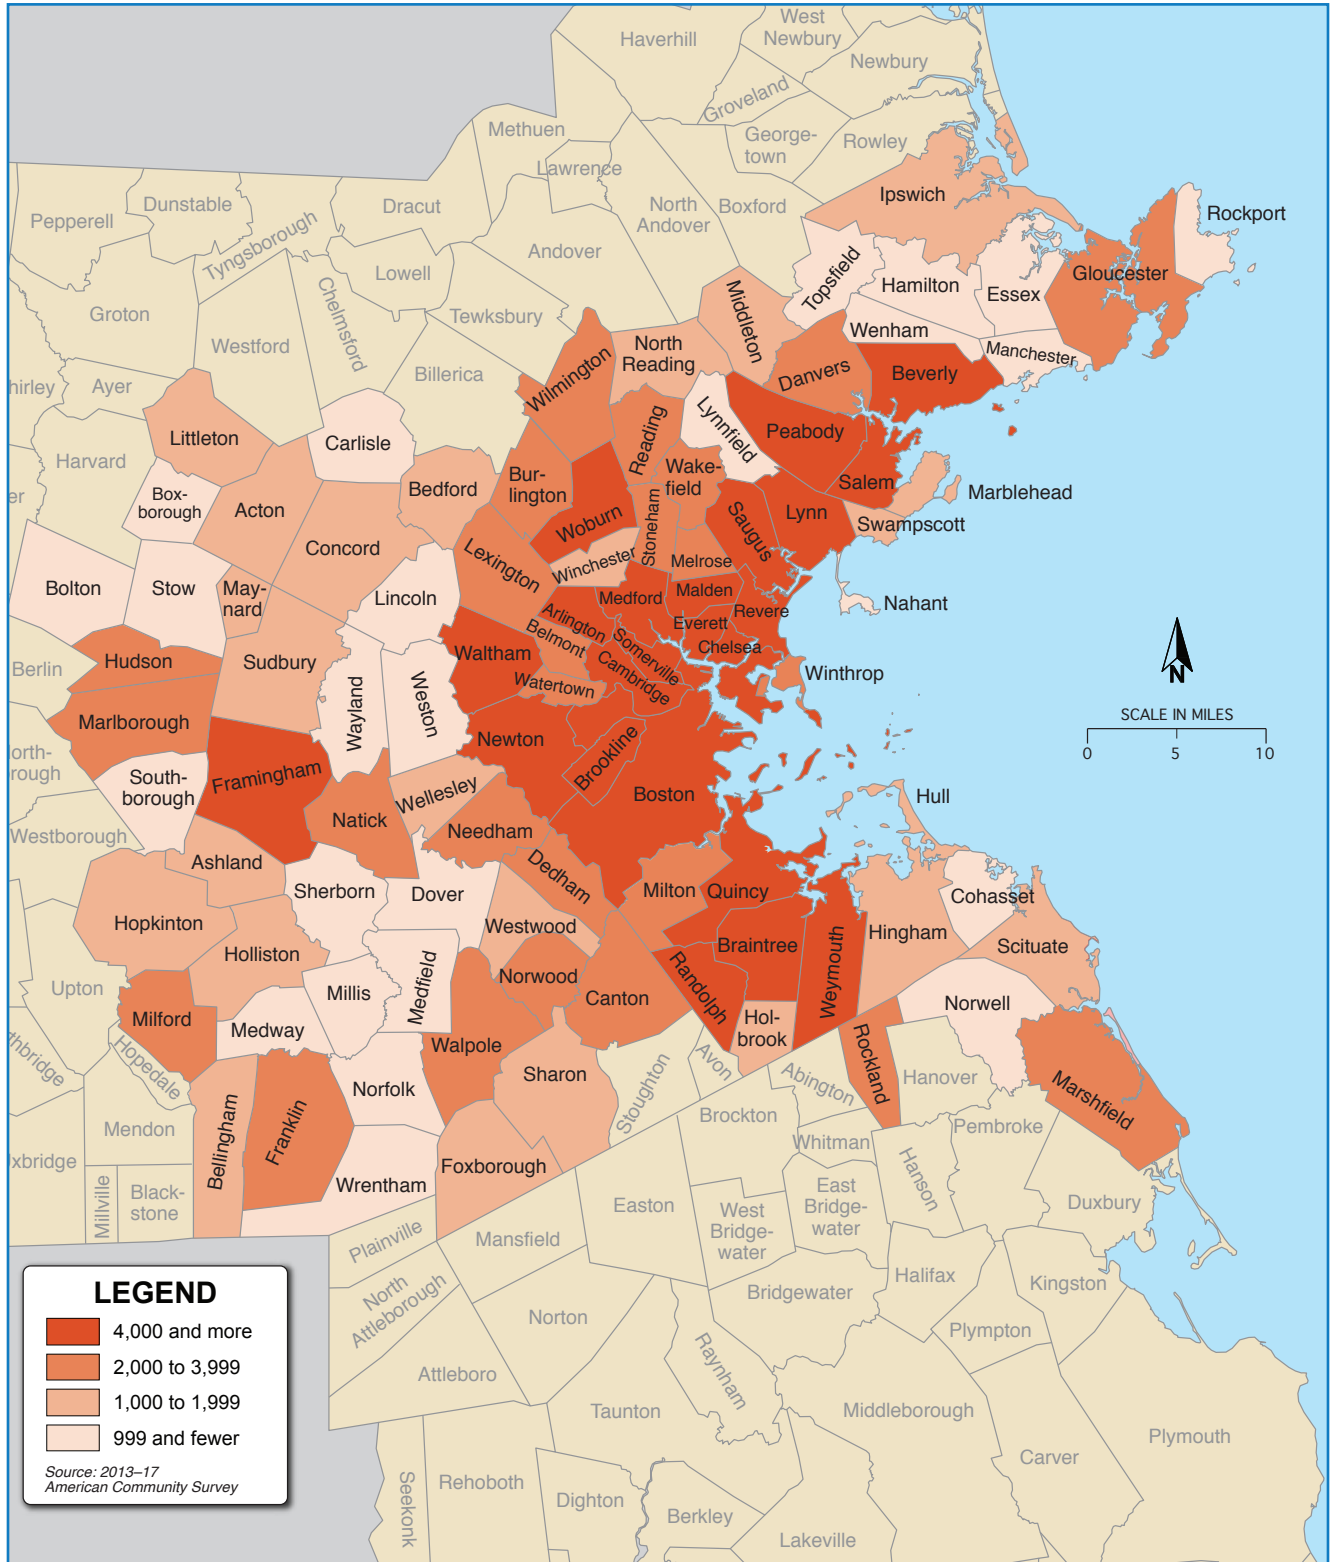 Haverhill
West
Newbury
Newbury
Groveland
Methuen
George-
town
Rowley
Lawrence
Ipswich
Pepperell
Dunstable
Dracut
North
Andover
Boxford
Rockport
Tyngsborough
Andover
Lowell
Topsfield
Hamilton
Essex
Gloucester
Groton
Chelmsford
Tewksbury
Middleton
Wenham
Westford
North
Reading
Manchester
Wilmington
Danvers
Beverly
hirley
Ayer
Billerica
Littleton
Carlisle
Reading
Lynnfield
Peabody
Harvard
Bedford
Bur-
lington
Wake-
field
Salem
Marblehead
er
Box-
borough
Acton
Woburn
Stoneham
Saugus
Lynn
Swampscott
Concord
Lexington
Winchester
Melrose
Bolton
Stow
May-
nard
Lincoln
Medford
Malden
Revere
Nahant
Arlington
Everett
Chelsea
Belmont
Somerville
Berlin
Hudson
Sudbury
Waltham
Cambridge
Winthrop
Watertown
Marlborough
Wayland
Weston
Newton
Brookline
N
SCALE IN MILES
0
5
10
orth-
rough
South-
borough
Framingham
Wellesley
Boston
Hull
Natick
Needham
Westborough
Ashland
Dedham
Sherborn
Dover
Milton
Quincy
Cohasset
Hopkinton
Westwood
Hingham
Scituate
Holliston
Braintree
Weymouth
Upton
Millis
Medfield
Norwood
Canton
Randolph
Norwell
Milford
Medway
Walpole
Hol-
brook
Rockland
thbridge
Hopedale
Sharon
Stoughton
Avon
Abington
Hanover
Marshfield
Norfolk
Mendon
Bellingham
Franklin
Brockton
Whitman
Pembroke
xbridge
Foxborough
Hanson
Wrentham
Millville
Black-
stone
Easton
West
Bridge-
water
East
Bridge-
water
Duxbury
Plainville
Mansfield
Halifax
Kingston
North
Attleborough
Bridgewater
Norton
Plympton
Attleboro
Raynham
Taunton
Middleborough
Plymouth
Carver
Seekonk
Rehoboth
Dighton
Berkley
Lakeville
LEGEND
4,000 and more
2,000 to 3,999
1,000 to 1,999
999 and fewer
Source: 2013–17
American Community Survey